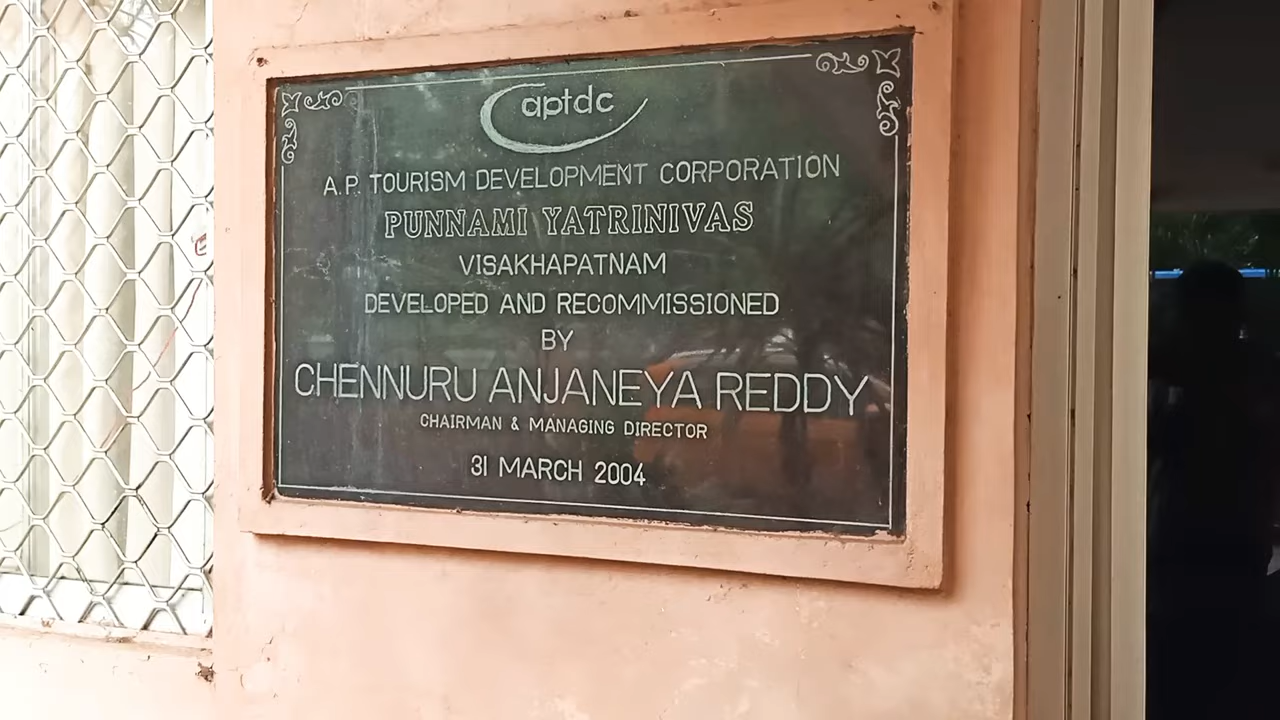 aptdc
A.P. TOURISM DEVELOPMENT CORPORATION
PUNNAMI YATRINIVAS
VISAKHAPATNAM
DEVELOPED AND RECOMMISSIONED
BY
CHENNURU ANJANEYA REDDY
CHAIRMAN & MANAGING DIRECTOR
31 MARCH 2004